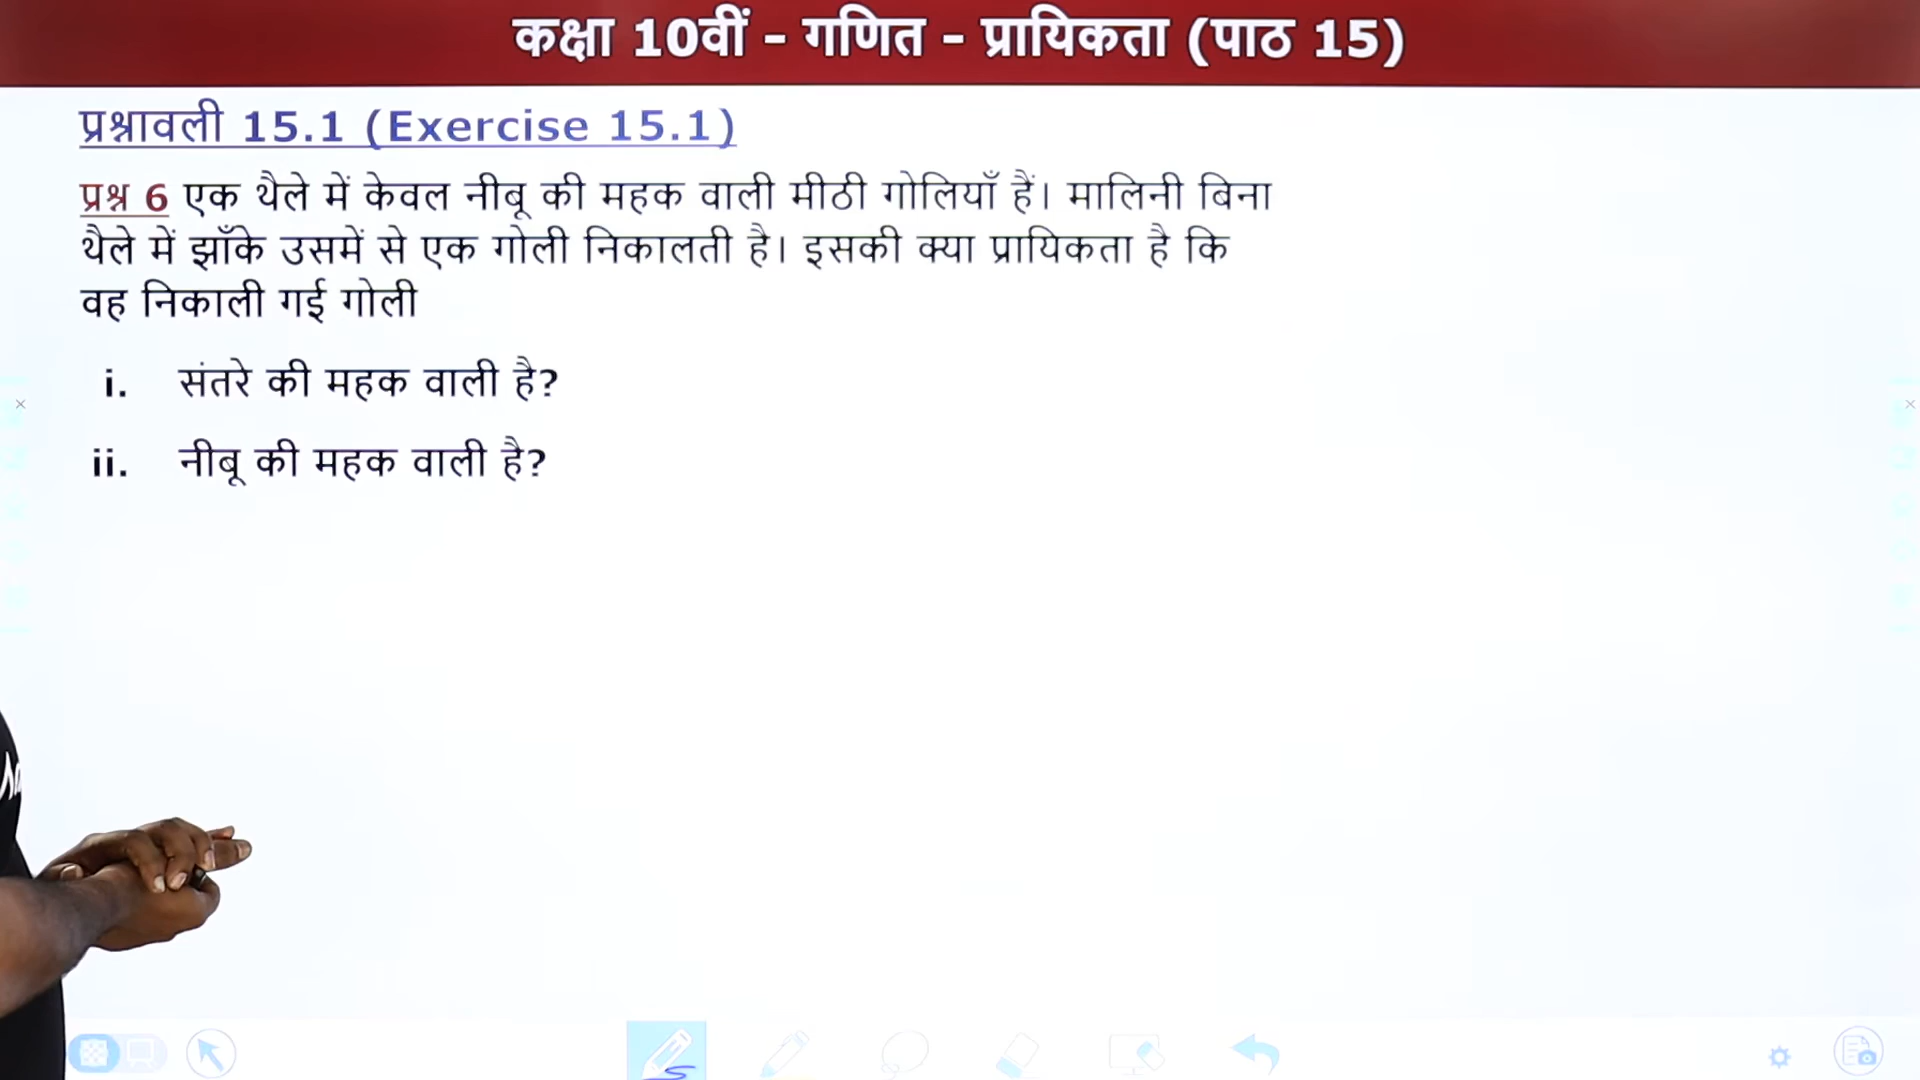 कक्षा 10वीं - गणित - प्रायिकता (पाठ 15)
प्रश्नावली 15.1 (Exercise 15.1)
प्रश्न 6 एक थैले में केवल नीबू की महक वाली मीठी गोलियाँ हैं। मालिनी बिना
थैले में झाँके उसमें से एक गोली निकालती है। इसकी क्या प्रायिकता है कि
वह निकाली गई गोली
i. संतरे की महक वाली है?
ii. नीबू की महक वाली है?